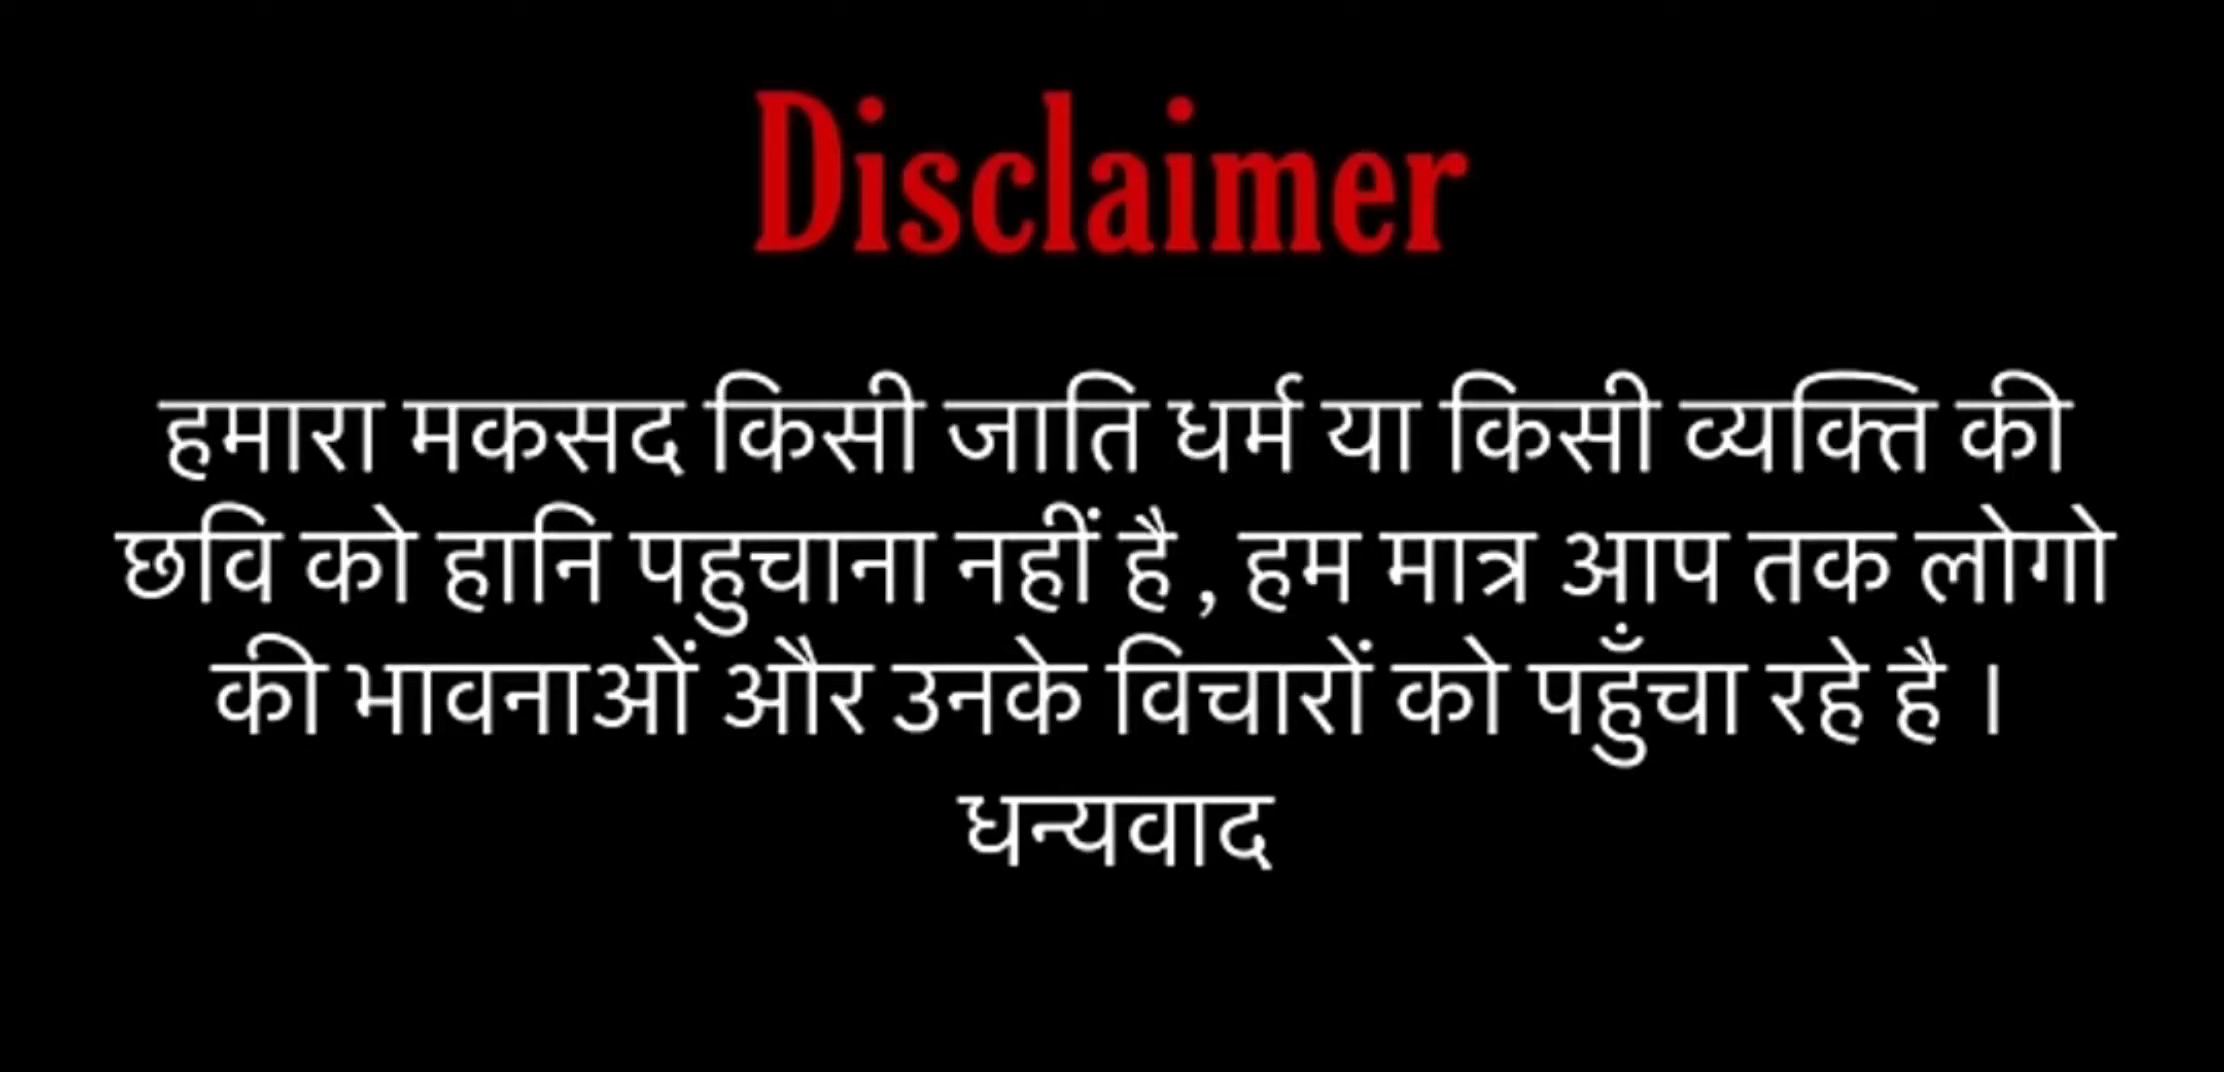 Disclaimer
हमारा मकसद किसी जाति धर्म या किसी व्यक्ति की
छवि को हानि पहुचाना नहीं है , हम मात्र आप तक लोगो
की भावनाओं और उनके विचारों को पहुँचा रहे है ।
धन्यवाद